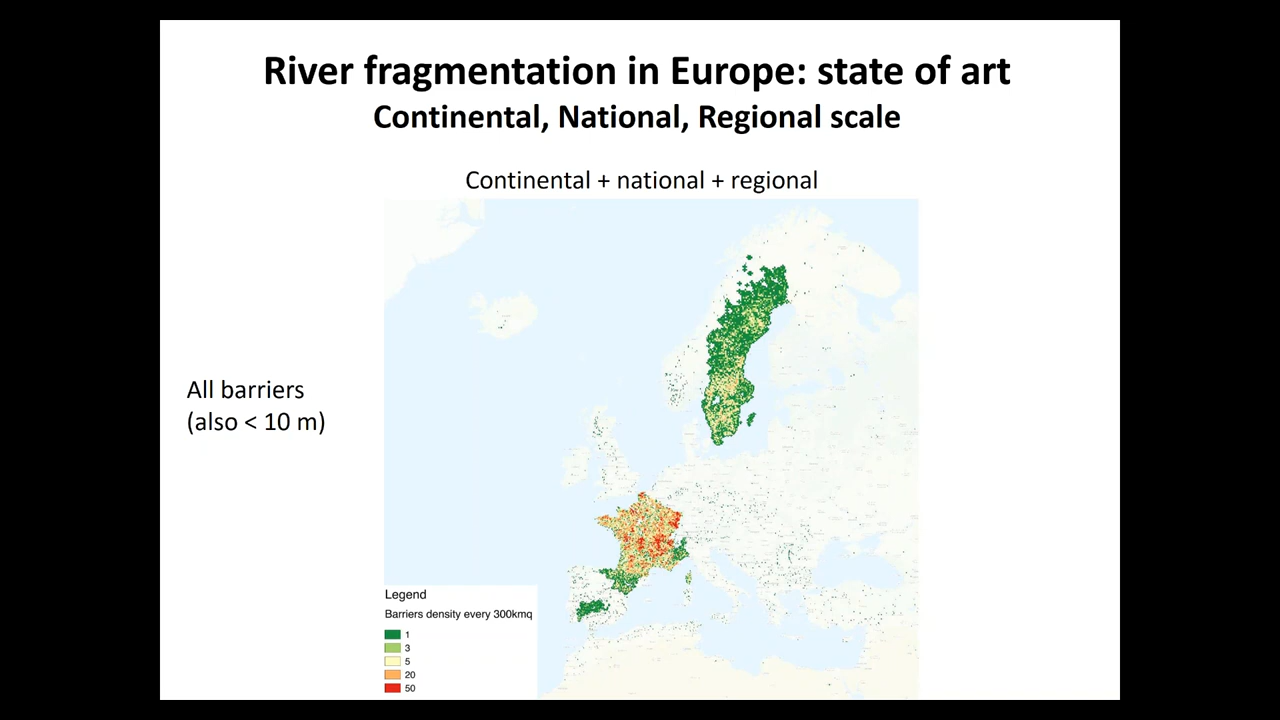 River fragmentation in Europe: state of art
Continental, National, Regional scale
Continental + national + regional
All barriers
(also < 10 m)
Legend
Barriers density every 300kmq
1
3
5
20
50